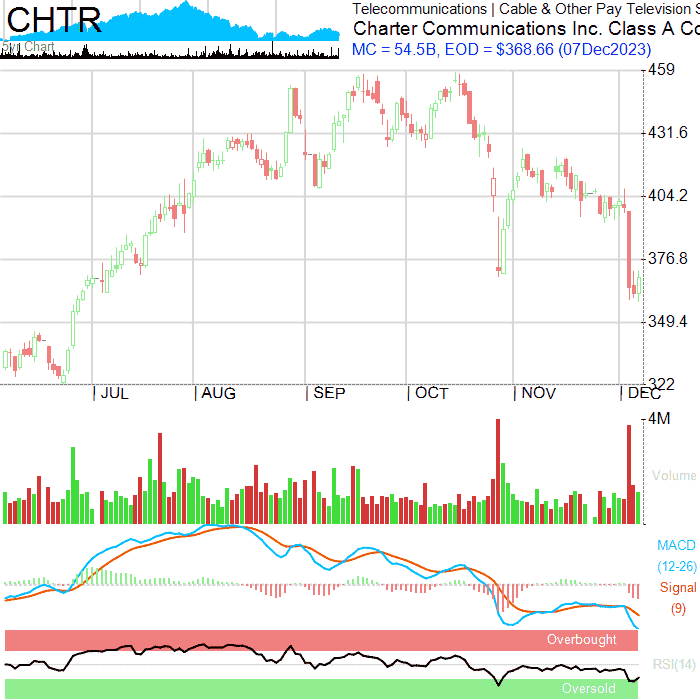 CHTR
5yr Chart
Telecommunications | Cable & Other Pay Television S
Charter Communications Inc. Class A Co
MC = 54.5B, EOD = $368.66 (07Dec2023)
459
431.6
404.2
376.8
349.4
322
JUL
AUG
SEP
OCT
NOV
DEC
4M
Volume
MACD
(12-26)
Signal
(9)
Overbought
RSI(14)
Oversold